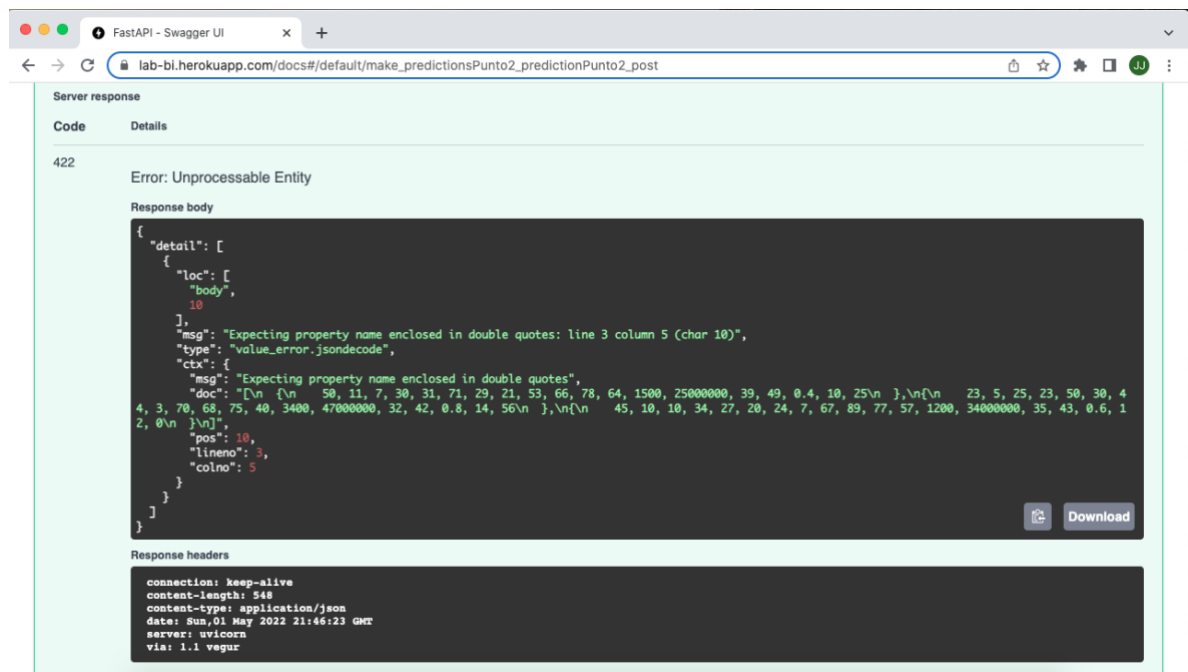 FastAPI - Swagger UI
lab-bi.herokuapp.com/docs#/default/make_predictionsPunto2_predictionPunto2_post
JJ
Server response
Code Details
422
Error: Unprocessable Entity
Response body
{
  "detail": [
    {
      "loc": [
        "body",
        10
      ],
      "msg": "Expecting property name enclosed in double quotes: line 3 column 5 (char 10)",
      "type": "value_error.jsondecode",
      "ctx": {
        "msg": "Expecting property name enclosed in double quotes",
        "doc": "[\n  {\n    50, 11, 7, 30, 31, 71, 29, 21, 53, 66, 78, 64, 1500, 25000000, 39, 49, 0.4, 10, 25\n  },\n{\n    23, 5, 25, 23, 50, 30, 4
4, 3, 70, 68, 75, 40, 3400, 47000000, 32, 42, 0.8, 14, 56\n  },\n{\n    45, 10, 10, 34, 27, 20, 24, 7, 67, 89, 77, 57, 1200, 34000000, 35, 43, 0.6, 1
2, 0\n  }\n]",
        "pos": 10,
        "lineno": 3,
        "colno": 5
      }
    }
  ]
}
Download
Response headers
connection: keep-alive
content-length: 548
content-type: application/json
date: Sun,01 May 2022 21:46:23 GMT
server: uvicorn
via: 1.1 vegur